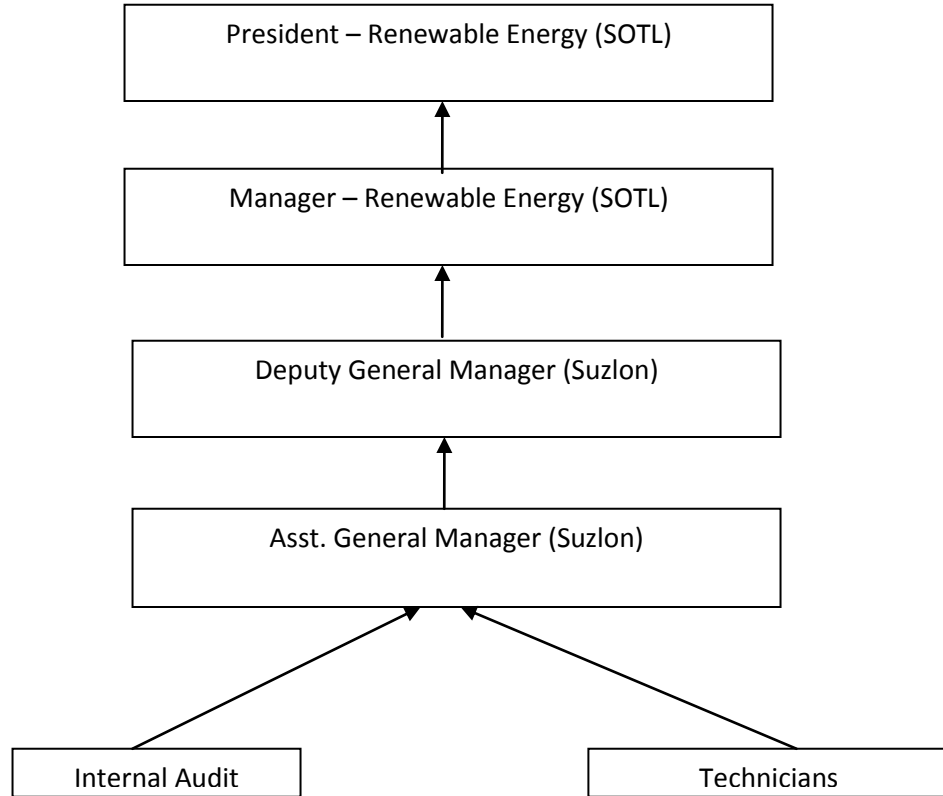 President – Renewable Energy (SOTL)
Manager – Renewable Energy (SOTL)
Deputy General Manager (Suzlon)
Asst. General Manager (Suzlon)
Internal Audit
Technicians